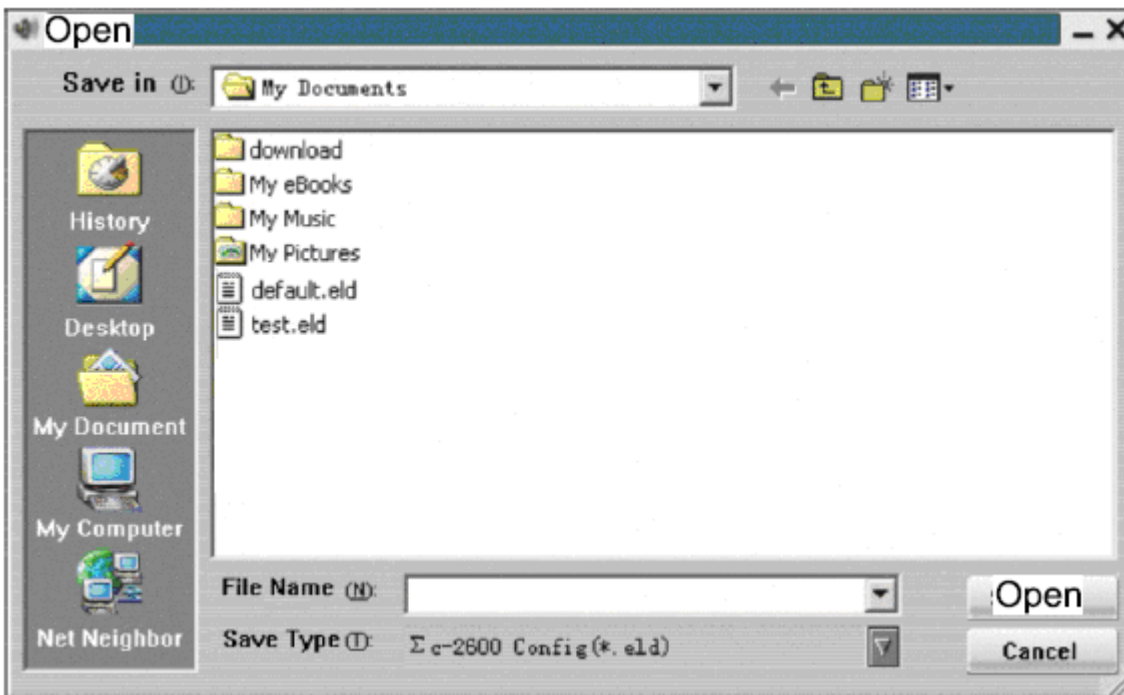 Open
Save in (I):
My Documents
History
Desktop
My Document
My Computer
Net Neighbor
download
My eBooks
My Music
My Pictures
default.eld
test.eld
File Name (N):
Open
Save Type (T):
Σc-2600 Config(*.eld)
Cancel